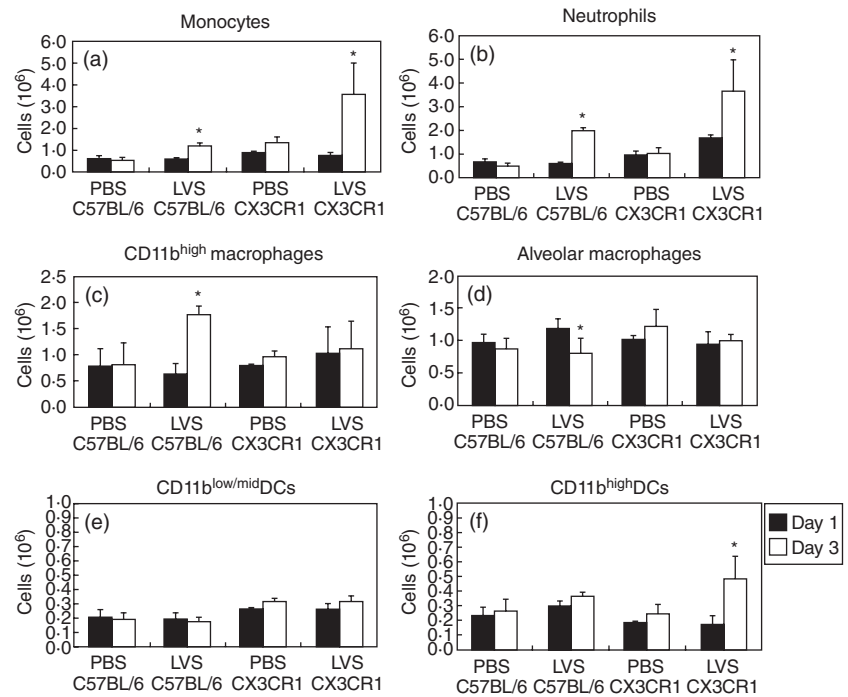 Monocytes
(a)
Cells (10⁶)
6·0
5·0
4·0
3·0
2·0
1·0
0·0
*
*
PBS LVS PBS LVS
C57BL/6 C57BL/6 CX3CR1 CX3CR1
Neutrophils
(b)
Cells (10⁶)
6·0
5·0
4·0
3·0
2·0
1·0
0·0
*
*
PBS LVS PBS LVS
C57BL/6 C57BL/6 CX3CR1 CX3CR1
CD11bʰⁱᵍʰ macrophages
(c)
Cells (10⁶)
2·5
2·0
1·5
1·0
0·5
0·0
*
PBS LVS PBS LVS
C57BL/6 C57BL/6 CX3CR1 CX3CR1
Alveolar macrophages
(d)
Cells (10⁶)
2·0
1·5
1·0
0·5
0·0
*
PBS LVS PBS LVS
C57BL/6 C57BL/6 CX3CR1 CX3CR1
CD11bˡᵒʷ/ᵐⁱᵈDCs
(e)
Cells (10⁶)
1·0
0·9
0·8
0·7
0·6
0·5
0·4
0·3
0·2
0·1
0·0
PBS LVS PBS LVS
C57BL/6 C57BL/6 CX3CR1 CX3CR1
CD11bʰⁱᵍʰDCs
(f)
Cells (10⁶)
1·0
0·9
0·8
0·7
0·6
0·5
0·4
0·3
0·2
0·1
0·0
*
PBS LVS PBS LVS
C57BL/6 C57BL/6 CX3CR1 CX3CR1
Day 1
Day 3